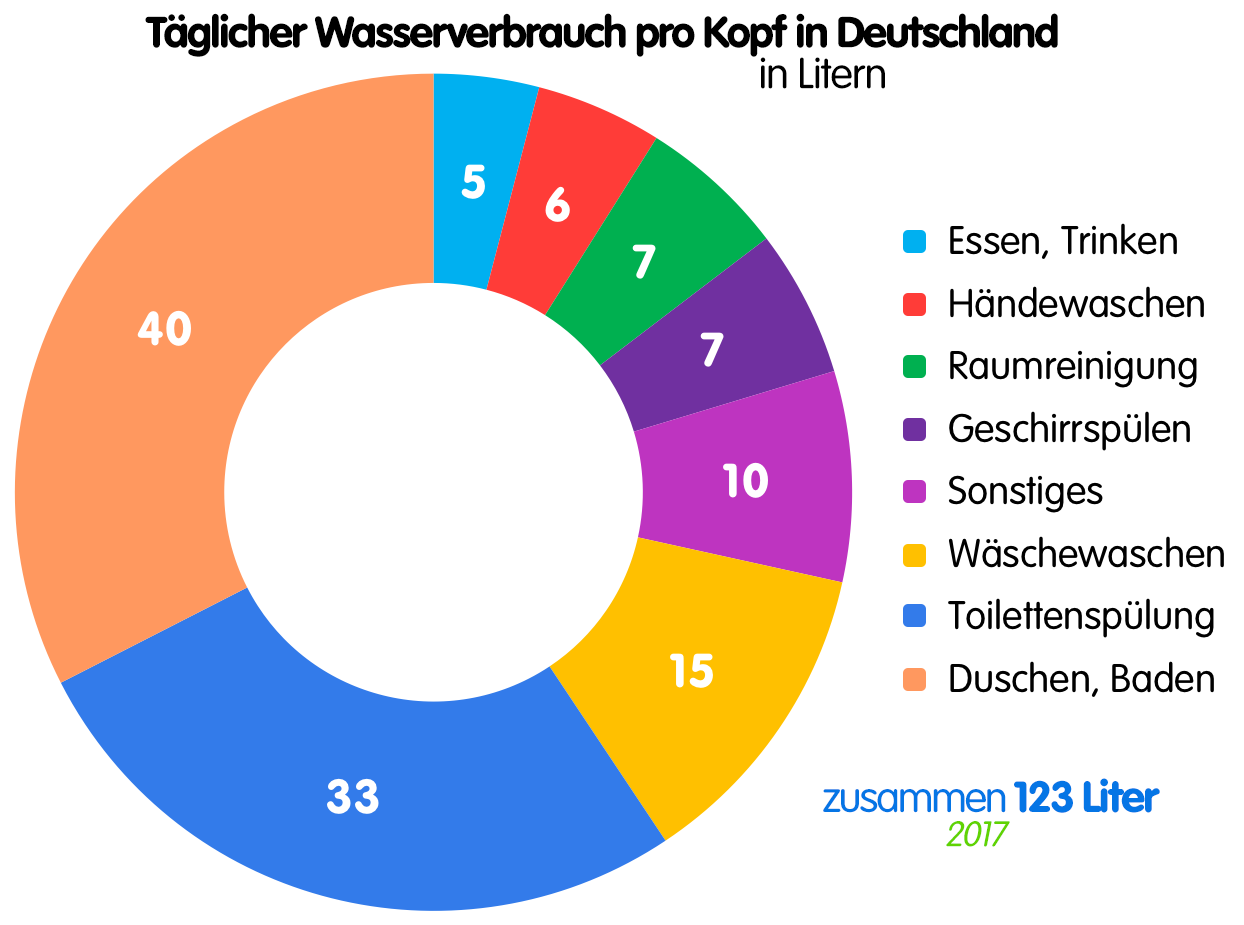 Täglicher Wasserverbrauch pro Kopf in Deutschland
in Litern
5
6
7
7
10
15
33
40
Essen, Trinken
Händewaschen
Raumreinigung
Geschirrspülen
Sonstiges
Wäschewaschen
Toilettenspülung
Duschen, Baden
zusammen 123 Liter
2017